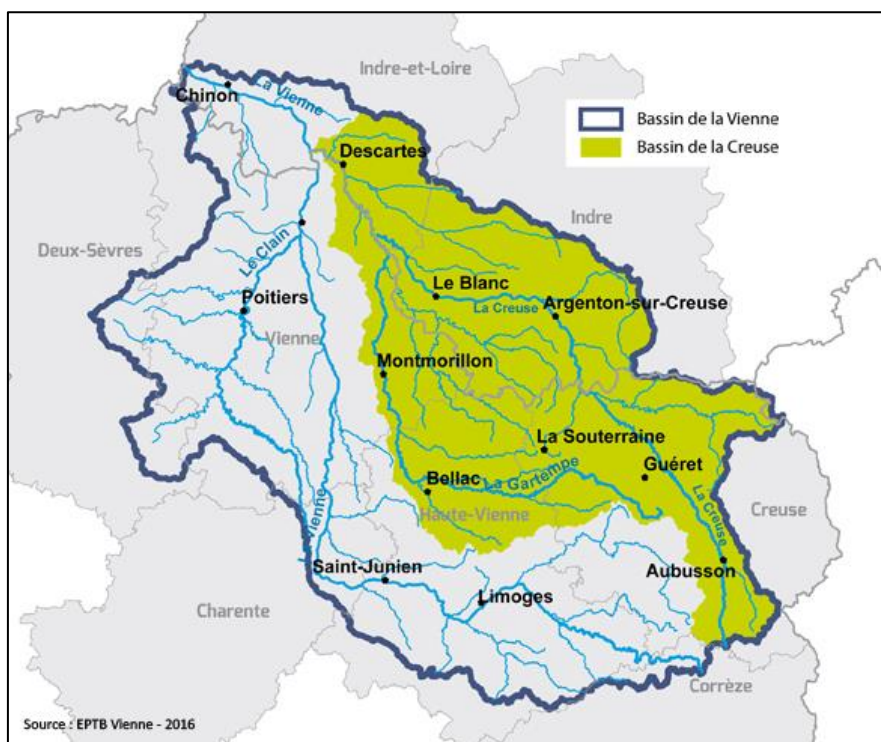 Indre-et-Loire
Chinon
La Vienne
Bassin de la Vienne
Bassin de la Creuse
Descartes
Indre
Deux-Sèvres
Le Clain
Le Blanc
Poitiers
La Creuse
Argenton-sur-Creuse
Vienne
Montmorillon
La Souterraine
Guéret
Bellac
La Gartempe
La Creuse
Haute-Vienne
Creuse
Vienne
Saint-Junien
Aubusson
Limoges
Charente
Corrèze
Source : EPTB Vienne - 2016